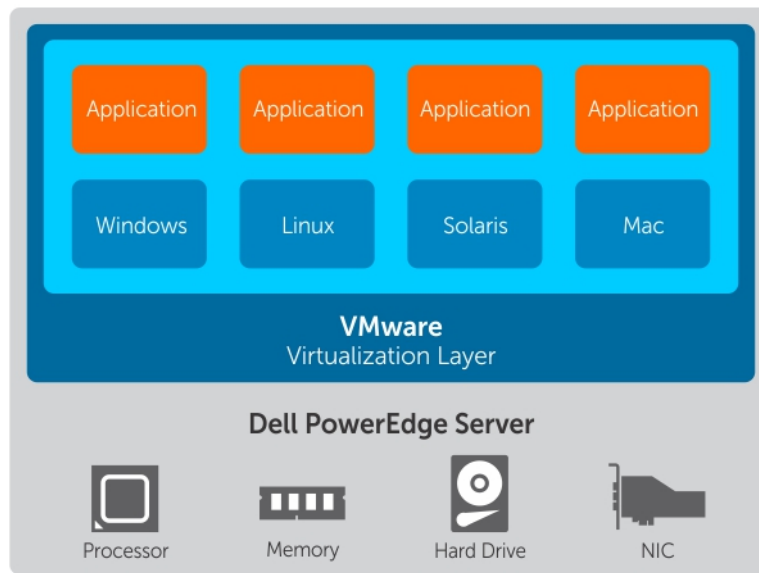 Application Application Application Application
Windows Linux Solaris Mac
VMware
Virtualization Layer
Dell PowerEdge Server
Processor Memory Hard Drive NIC